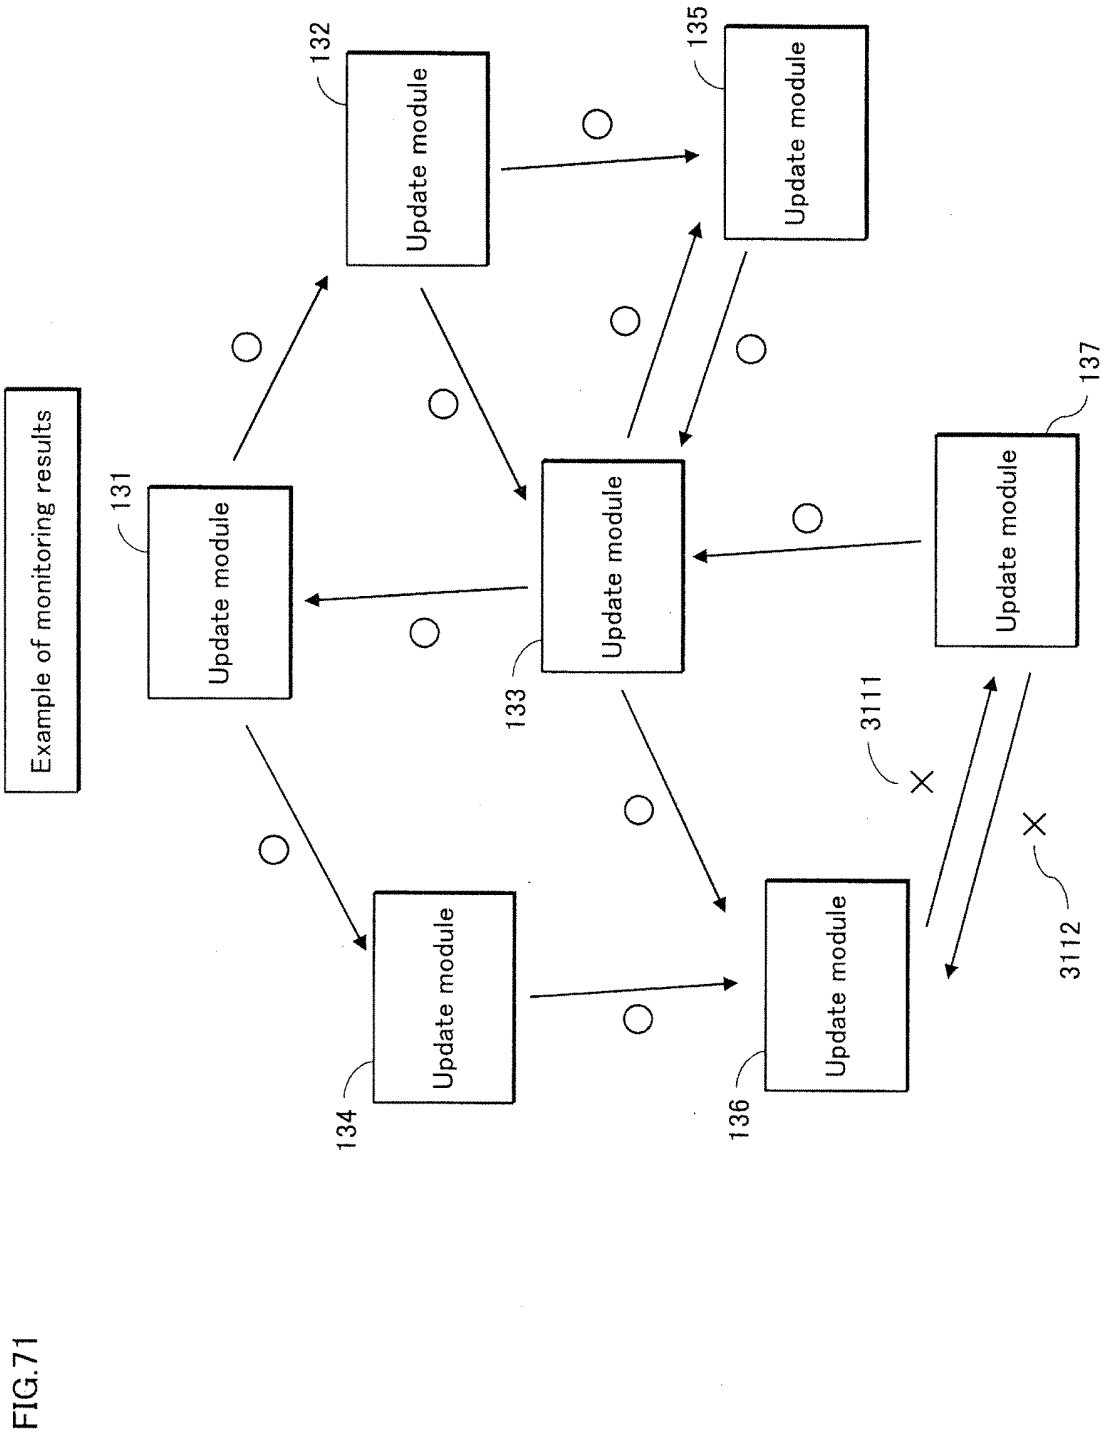 FIG.71
Example of monitoring results
131
Update module
132
Update module
133
Update module
134
Update module
135
Update module
136
Update module
137
Update module
3111
3112